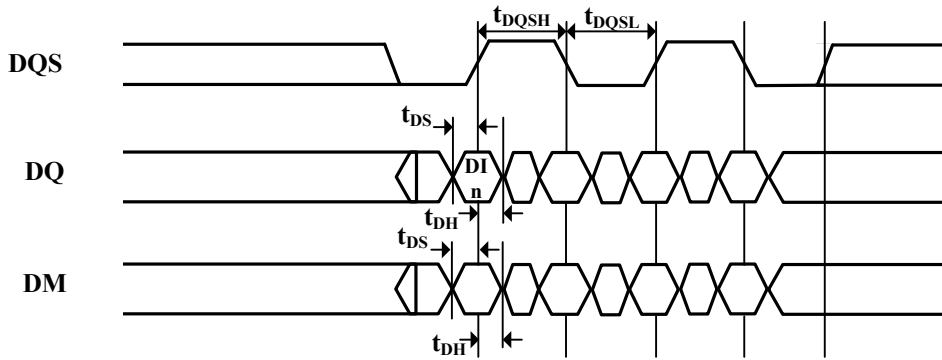 tDQSH tDQSL
DQS
tDS
DQ
DI
n
tDH
tDS
DM
tDH